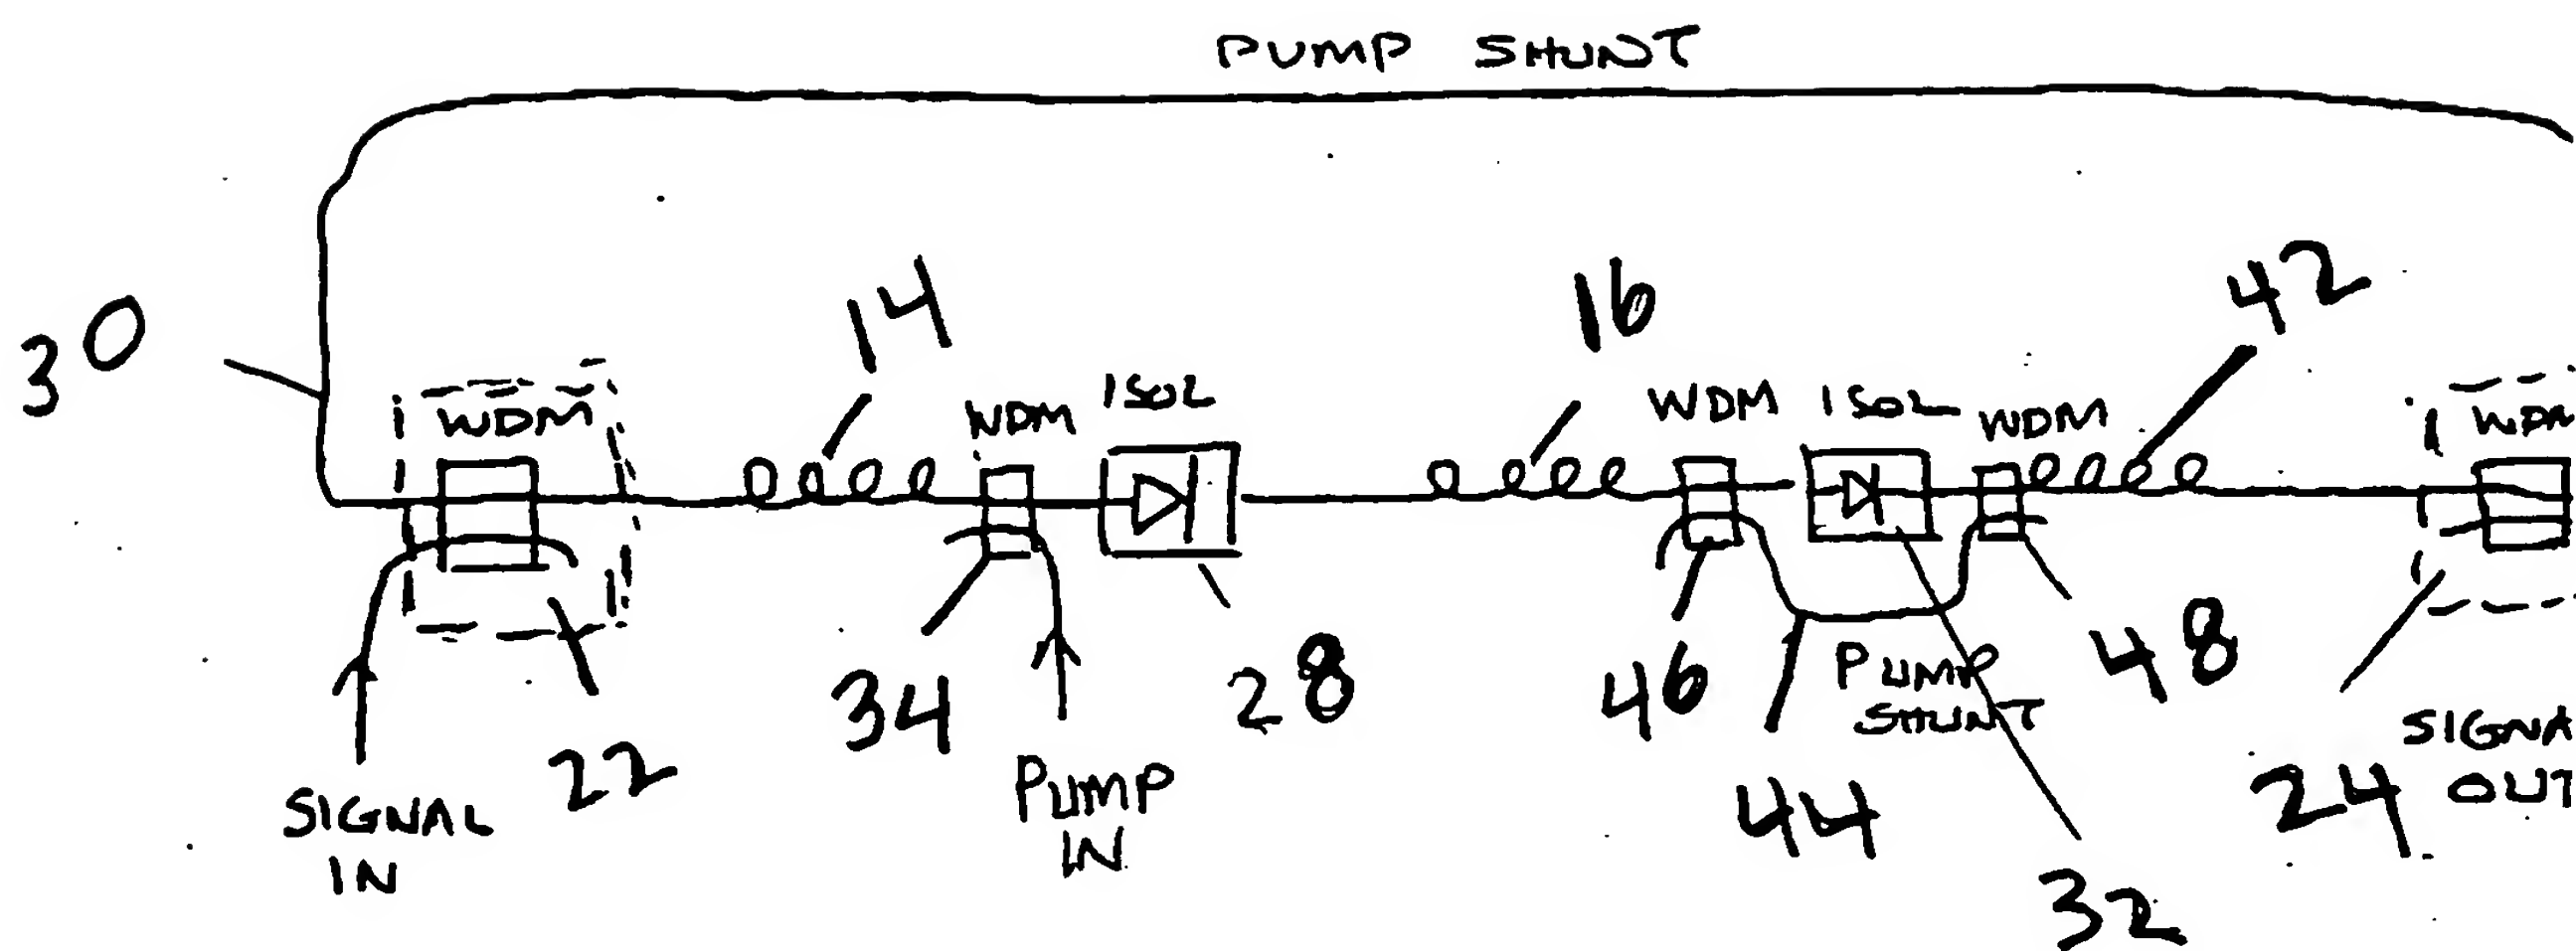 PUMP SHUNT
30
14
16
42
WDM
WDM
ISOL
WDM
ISOL
WDM
22
34
28
46
44
PUMP
SHUNT
48
32
24
SIGNAL
IN
PUMP
IN
OUT